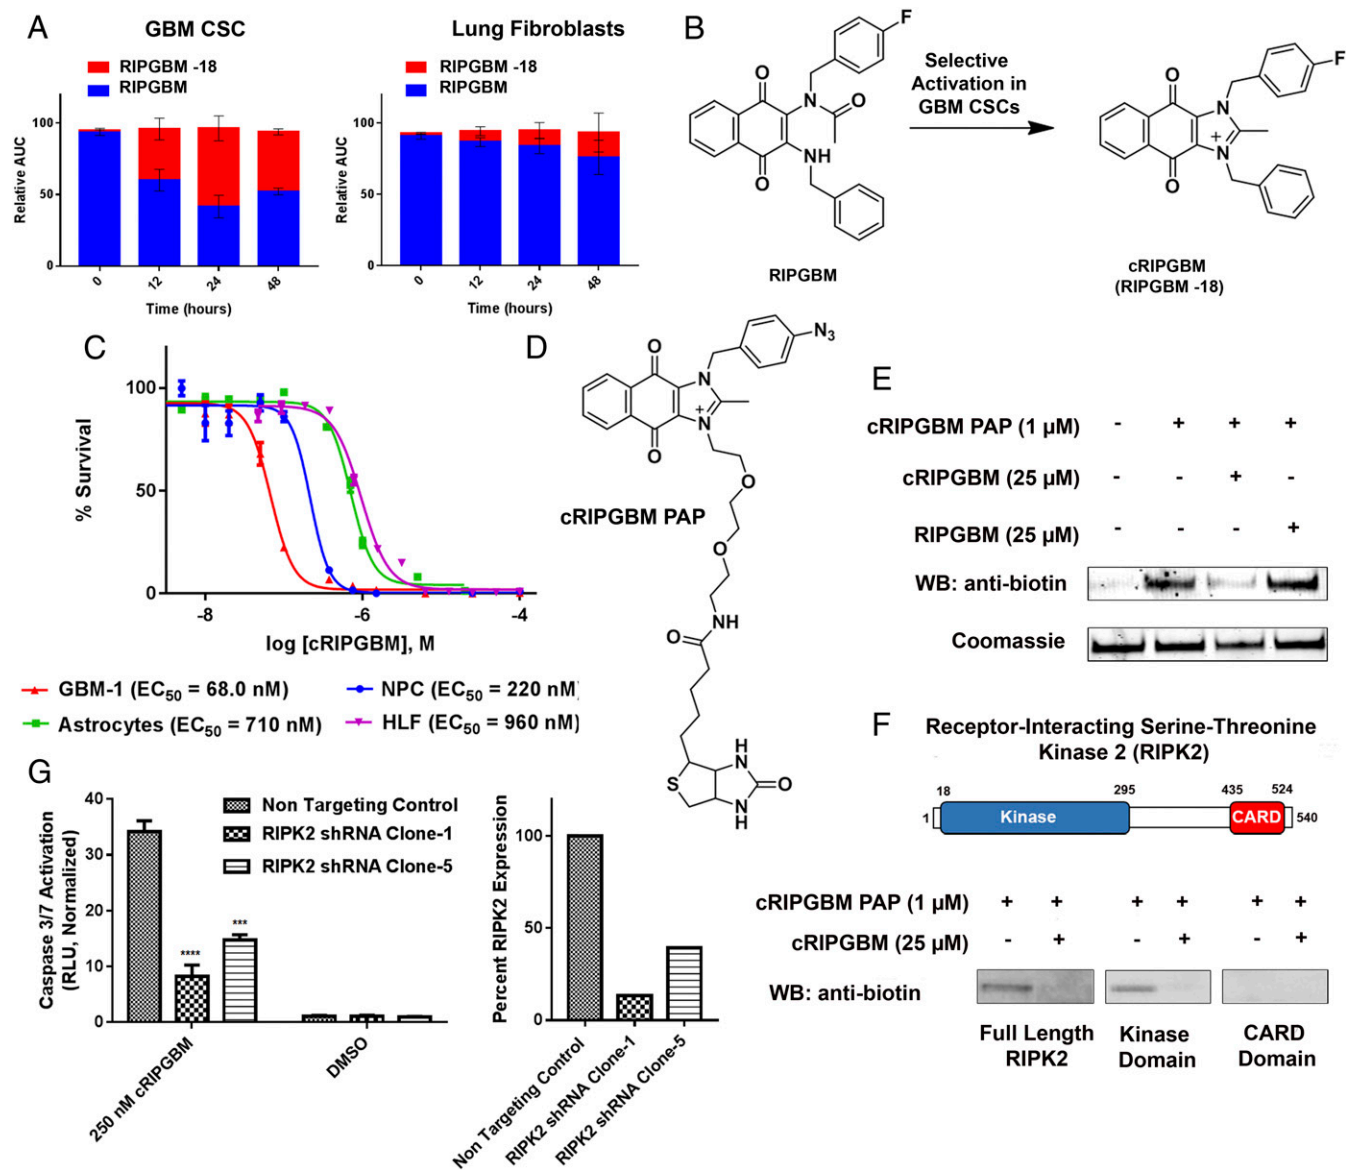 A
GBM CSC
RIPGBM -18
RIPGBM
Relative AUC
100
50
0
0
12
24
48
Time (hours)
Lung Fibroblasts
RIPGBM -18
RIPGBM
Relative AUC
100
50
0
0
12
24
48
Time (hours)
B
F
O
N
O
O
NH
RIPGBM
Selective
Activation in
GBM CSCs
F
O
N
+
N
O
cRIPGBM
(RIPGBM -18)
C
% Survival
100
50
0
-8
-6
-4
log [cRIPGBM], M
GBM-1 (EC50 = 68.0 nM)
NPC (EC50 = 220 nM)
Astrocytes (EC50 = 710 nM)
HLF (EC50 = 960 nM)
D
N3
O
N
N
+
O
O
O
NH
O
H
N
S
O
N
H
cRIPGBM PAP
E
cRIPGBM PAP (1 µM) - + + +
cRIPGBM (25 µM) - - + -
RIPGBM (25 µM) - - - +
WB: anti-biotin
Coomassie
F
Receptor-Interacting Serine-Threonine
Kinase 2 (RIPK2)
18 295 435 524
1 Kinase CARD 540
cRIPGBM PAP (1 µM) + + + + + +
cRIPGBM (25 µM) - + - + - +
WB: anti-biotin
Full Length
RIPK2
Kinase
Domain
CARD
Domain
G
Caspase 3/7 Activation
(RLU, Normalized)
40
30
20
10
0
Non Targeting Control
RIPK2 shRNA Clone-1
RIPK2 shRNA Clone-5
****
***
250 nM cRIPGBM
DMSO
Percent RIPK2 Expression
100
50
0
Non Targeting Control
RIPK2 shRNA Clone-1
RIPK2 shRNA Clone-5